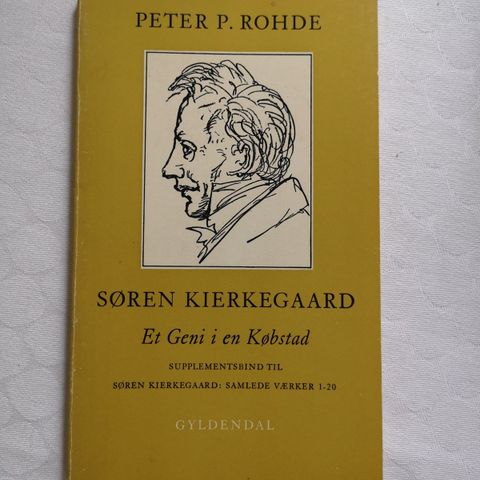 PETER P. ROHDE
SØREN KIERKEGAARD
Et Geni i en Købstad
SUPPLEMENTSBIND TIL
SØREN KIERKEGAARD: SAMLEDE VÆRKER 1-20
GYLDENDAL